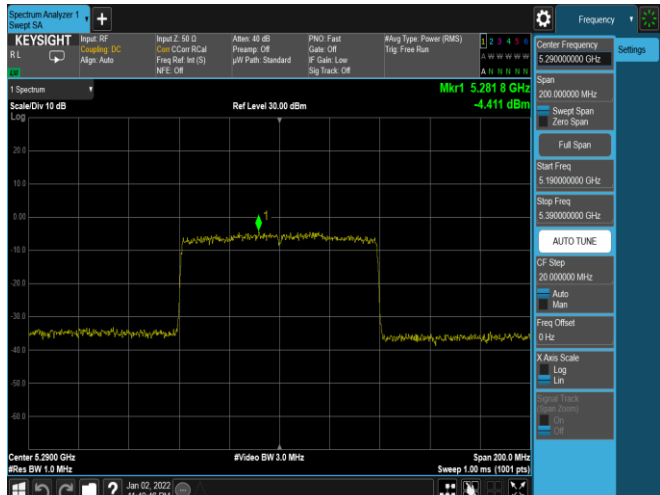 Spectrum Analyzer 1
Swept SA
+
Frequency
KEYSIGHT
R L
Input: RF
Coupling: DC
Align: Auto
Input Z: 50 Ω
Corr CCorr RCal
Freq Ref: Int (S)
NFE: Off
Atten: 40 dB
Preamp: Off
µW Path: Standard
PNO: Fast
Gate: Off
IF Gain: Low
Sig Track: Off
#Avg Type: Power (RMS)
Trig: Free Run
1 2 3 4 5 6
A W W W W W
A N N N N N
1 Spectrum
Scale/Div 10 dB
Log
Ref Level 30.00 dBm
Mkr1 5.281 8 GHz
-4.411 dBm
20.0
10.0
0.00
-10.0
-20.0
-30.0
-40.0
-50.0
-60.0
1
Center 5.2900 GHz
#Res BW 1.0 MHz
#Video BW 3.0 MHz
Span 200.0 MHz
Sweep 1.00 ms (1001 pts)
Center Frequency
5.290000000 GHz
Settings
Span
200.000000 MHz
Swept Span
Zero Span
Full Span
Start Freq
5.190000000 GHz
Stop Freq
5.390000000 GHz
AUTO TUNE
CF Step
20.000000 MHz
Auto
Man
Freq Offset
0 Hz
X Axis Scale
Log
Lin
Signal Track
(Span Zoom)
On
Off
?
Jan 02, 2022